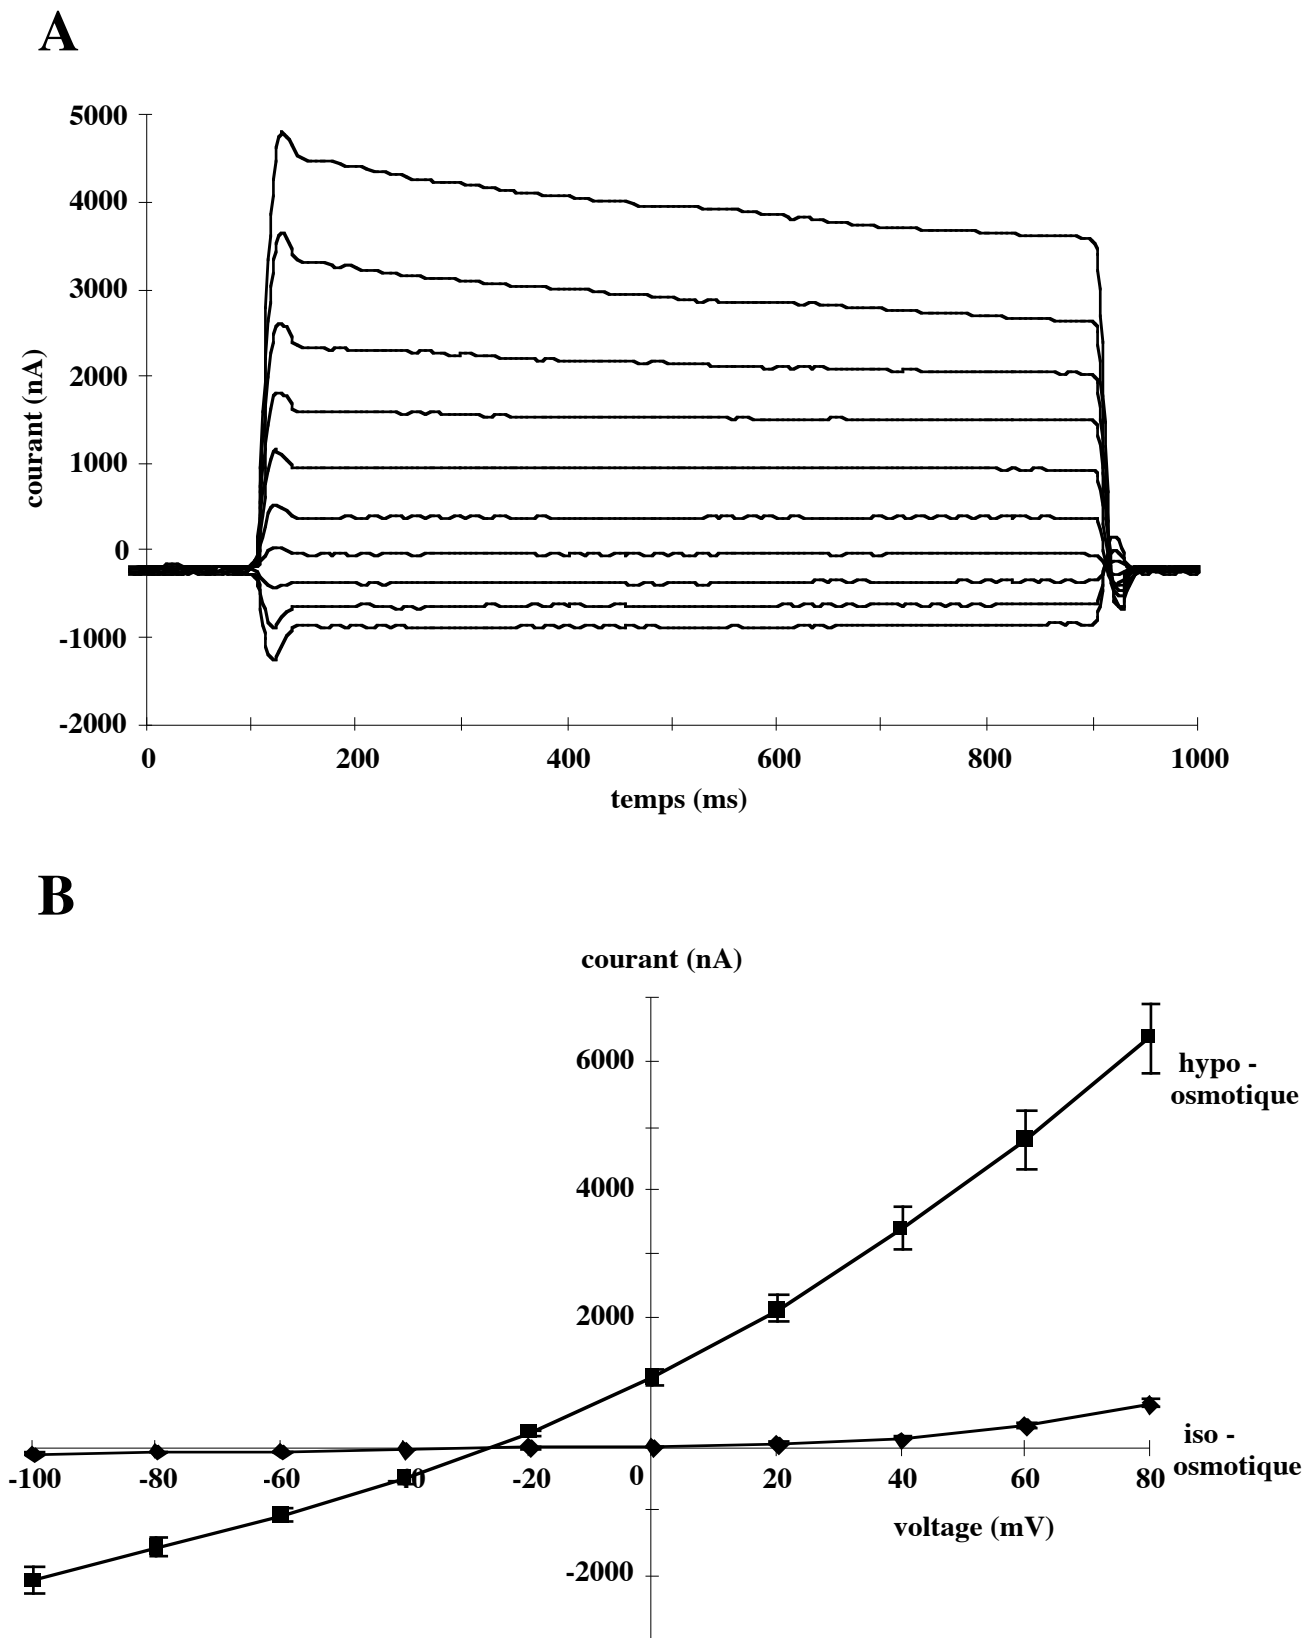 A
5000
4000
3000
2000
1000
0
-1000
-2000
courant (nA)
0 200 400 600 800 1000
temps (ms)
B
courant (nA)
6000
4000
2000
0
-2000
-100 -80 -60 -40 -20 20 40 60 80
voltage (mV)
hypo -
osmotique
iso -
osmotique